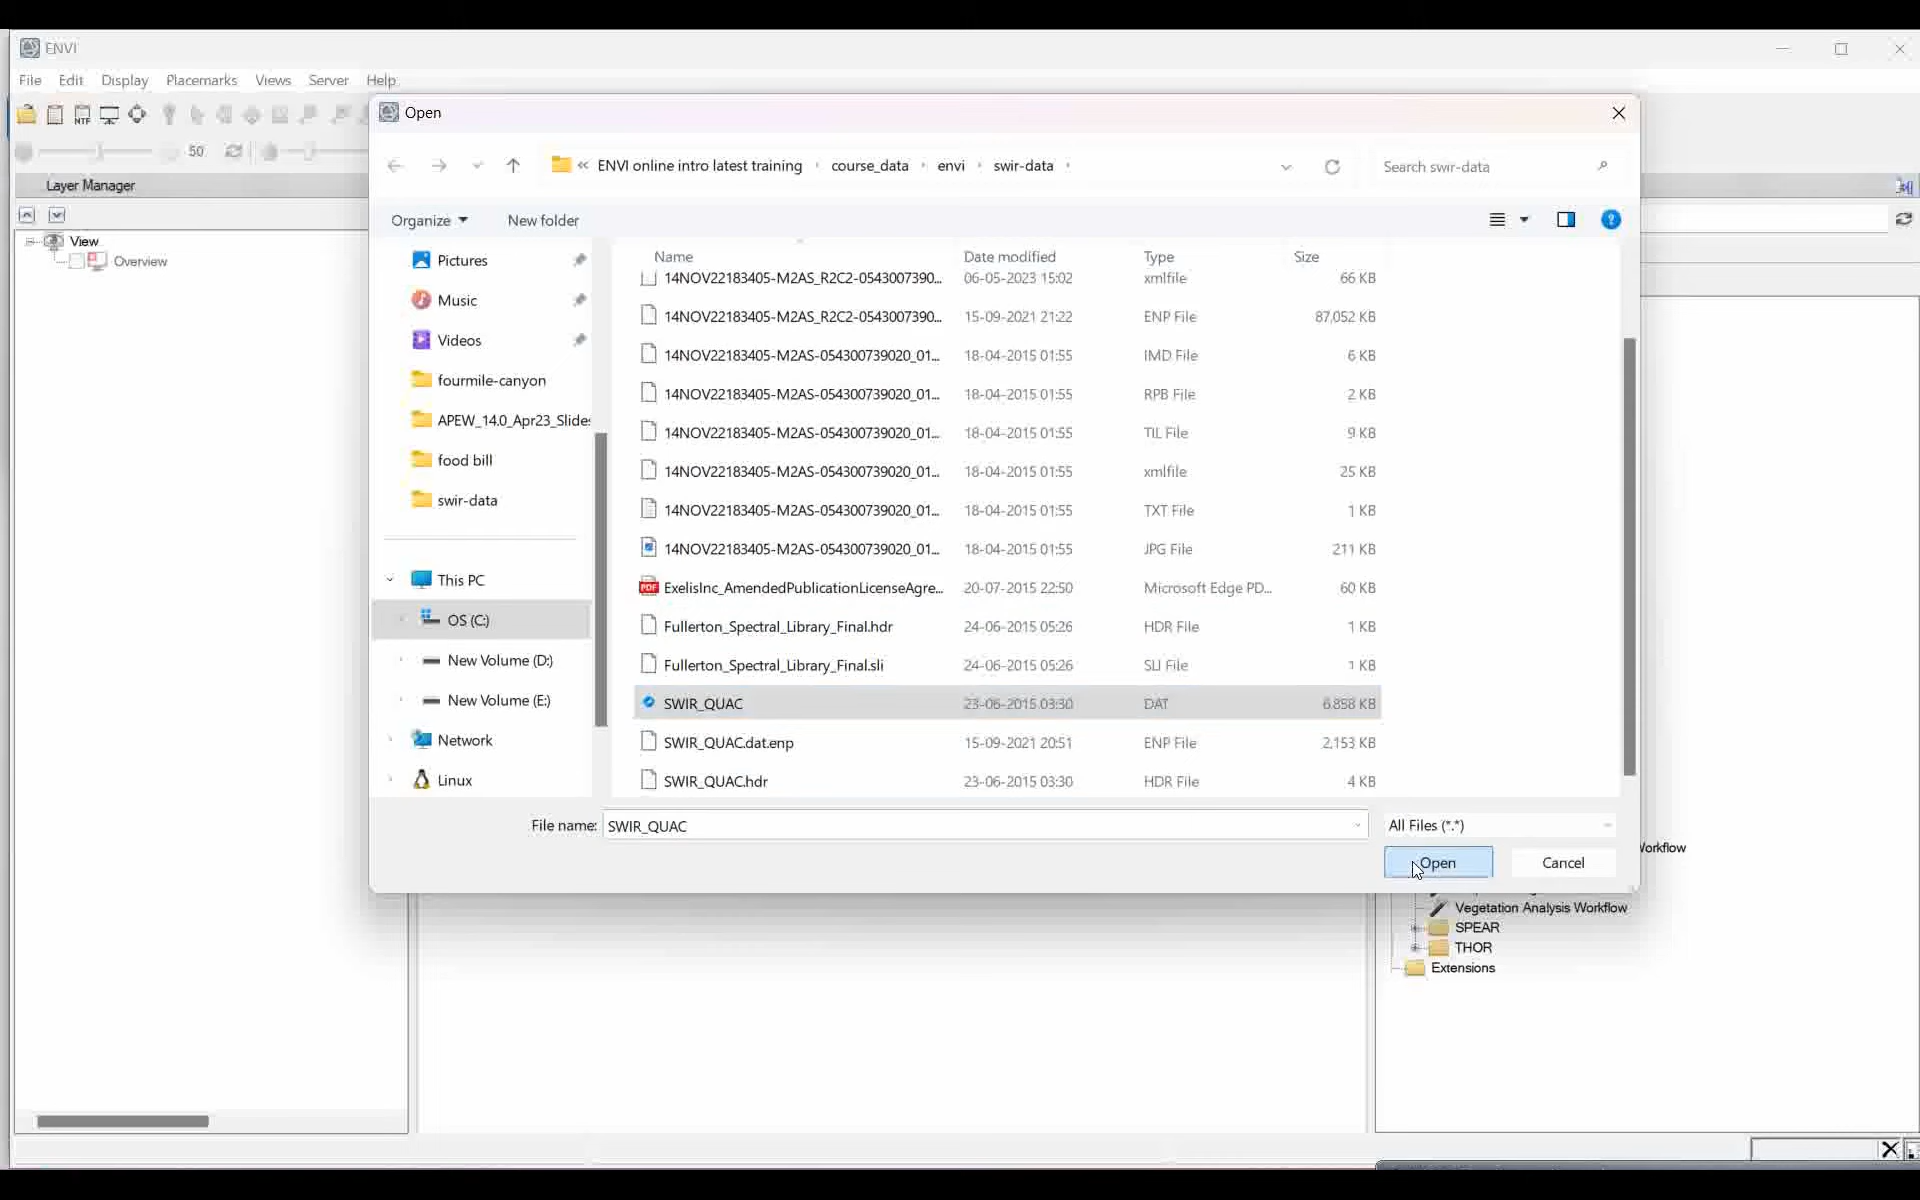 ENVI
File Edit Display Placemarks Views Server Help
NTF
50
Layer Manager
View
Overview
Open
« ENVI online intro latest training › course_data › envi › swir-data ›
Search swir-data
Organize New folder
Pictures
Music
Videos
fourmile-canyon
APEW_14.0_Apr23_Slides
food bill
swir-data
This PC
OS (C:)
New Volume (D:)
New Volume (E:)
Network
Linux
Name Date modified Type Size
14NOV22183405-M2AS_R2C2-0543007390... 06-05-2023 15:02 xmlfile 66 KB
14NOV22183405-M2AS_R2C2-0543007390... 15-09-2021 21:22 ENP File 87,052 KB
14NOV22183405-M2AS-054300739020_01... 18-04-2015 01:55 IMD File 6 KB
14NOV22183405-M2AS-054300739020_01... 18-04-2015 01:55 RPB File 2 KB
14NOV22183405-M2AS-054300739020_01... 18-04-2015 01:55 TIL File 9 KB
14NOV22183405-M2AS-054300739020_01... 18-04-2015 01:55 xmlfile 25 KB
14NOV22183405-M2AS-054300739020_01... 18-04-2015 01:55 TXT File 1 KB
14NOV22183405-M2AS-054300739020_01... 18-04-2015 01:55 JPG File 211 KB
PDF ExelisInc_AmendedPublicationLicenseAgre... 20-07-2015 22:50 Microsoft Edge PD... 60 KB
Fullerton_Spectral_Library_Final.hdr 24-06-2015 05:26 HDR File 1 KB
Fullerton_Spectral_Library_Final.sli 24-06-2015 05:26 SLI File 1 KB
SWIR_QUAC 23-06-2015 03:30 DAT 6,858 KB
SWIR_QUAC.dat.enp 15-09-2021 20:51 ENP File 2,153 KB
SWIR_QUAC.hdr 23-06-2015 03:30 HDR File 4 KB
File name: SWIR_QUAC All Files (*.*)
Open Cancel
Workflow
Vegetation Analysis Workflow
SPEAR
THOR
Extensions